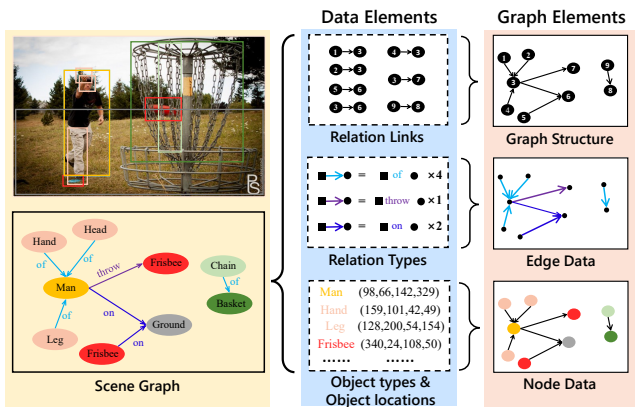 Data Elements
Graph Elements
PS
1 3
4 3
2 3
5 6
3 7
3 6
9 8
Relation Links
1 2 3 4 5 6 7 9 8
Graph Structure
= of ×4
= throw ×1
= on ×2
Relation Types
Edge Data
Hand
Head
of
of
throw
Frisbee
Chain
Man
of
of
Basket
on
Ground
Leg
Frisbee
on
Scene Graph
Man (98,66,142,329)
Hand (159,101,42,49)
Leg (128,200,54,154)
Frisbee (340,24,108,50)
...... ......
Object types &
Object locations
Node Data